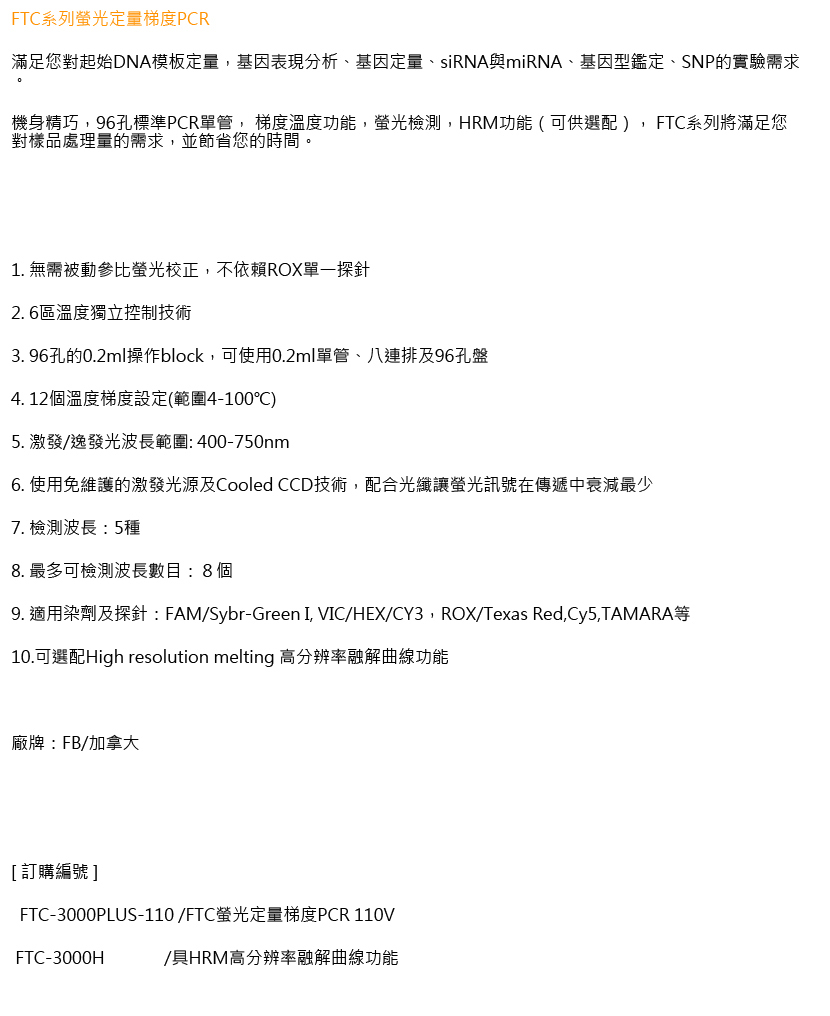 FTC系列螢光定量梯度PCR
滿足您對起始DNA模板定量，基因表現分析、基因定量、siRNA與miRNA、基因型鑑定、SNP的實驗需求
。
機身精巧，96孔標準PCR單管， 梯度溫度功能，螢光檢測，HRM功能（可供選配）， FTC系列將滿足您
對樣品處理量的需求，並節省您的時間。
1. 無需被動參比螢光校正，不依賴ROX單一探針
2. 6區溫度獨立控制技術
3. 96孔的0.2ml操作block，可使用0.2ml單管、八連排及96孔盤
4. 12個溫度梯度設定(範圍4-100℃)
5. 激發/逸發光波長範圍: 400-750nm
6. 使用免維護的激發光源及Cooled CCD技術，配合光纖讓螢光訊號在傳遞中衰減最少
7. 檢測波長：5種
8. 最多可檢測波長數目： 8 個
9. 適用染劑及探針：FAM/Sybr-Green I, VIC/HEX/CY3，ROX/Texas Red,Cy5,TAMARA等
10.可選配High resolution melting 高分辨率融解曲線功能
廠牌：FB/加拿大
[ 訂購編號 ]
FTC-3000PLUS-110 /FTC螢光定量梯度PCR 110V
FTC-3000H /具HRM高分辨率融解曲線功能